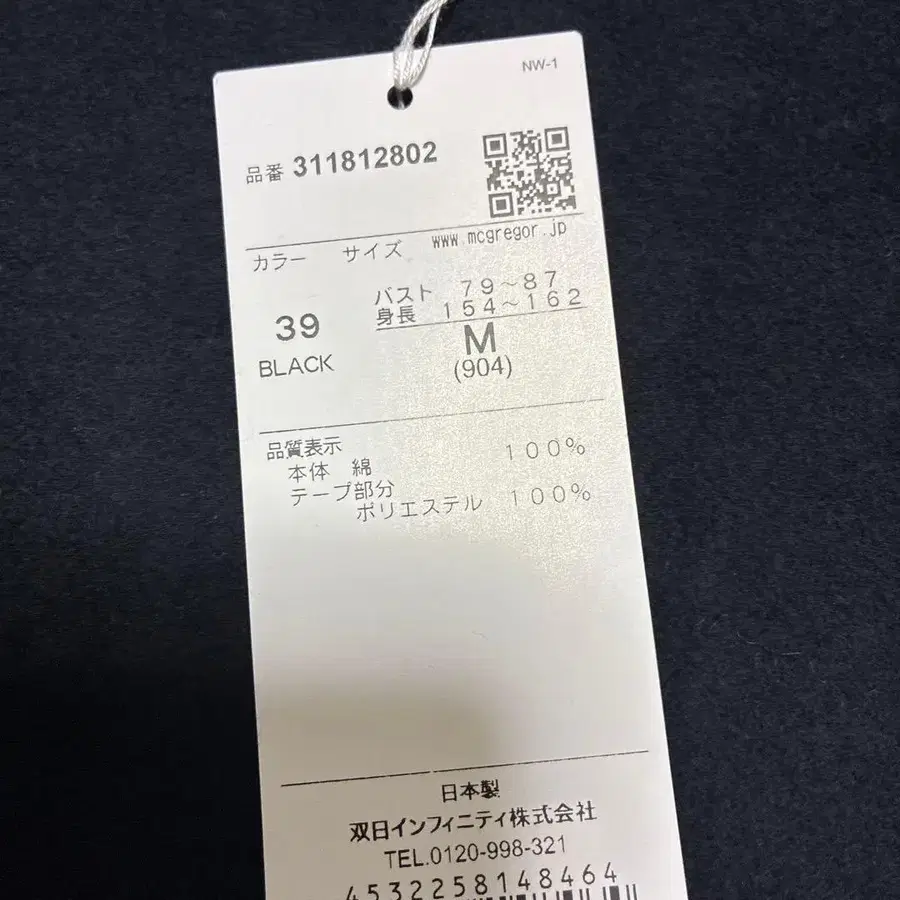 NW-1
品番 311812802
www.mcgregor.jp
カラー サイズ
バスト 79~87
身長 154~162
39
BLACK
M
(904)
品質表示
本体 綿 100%
テープ部分
ポリエステル 100%
日本製
双日インフィニティ株式会社
TEL.0120-998-321
4532258148464